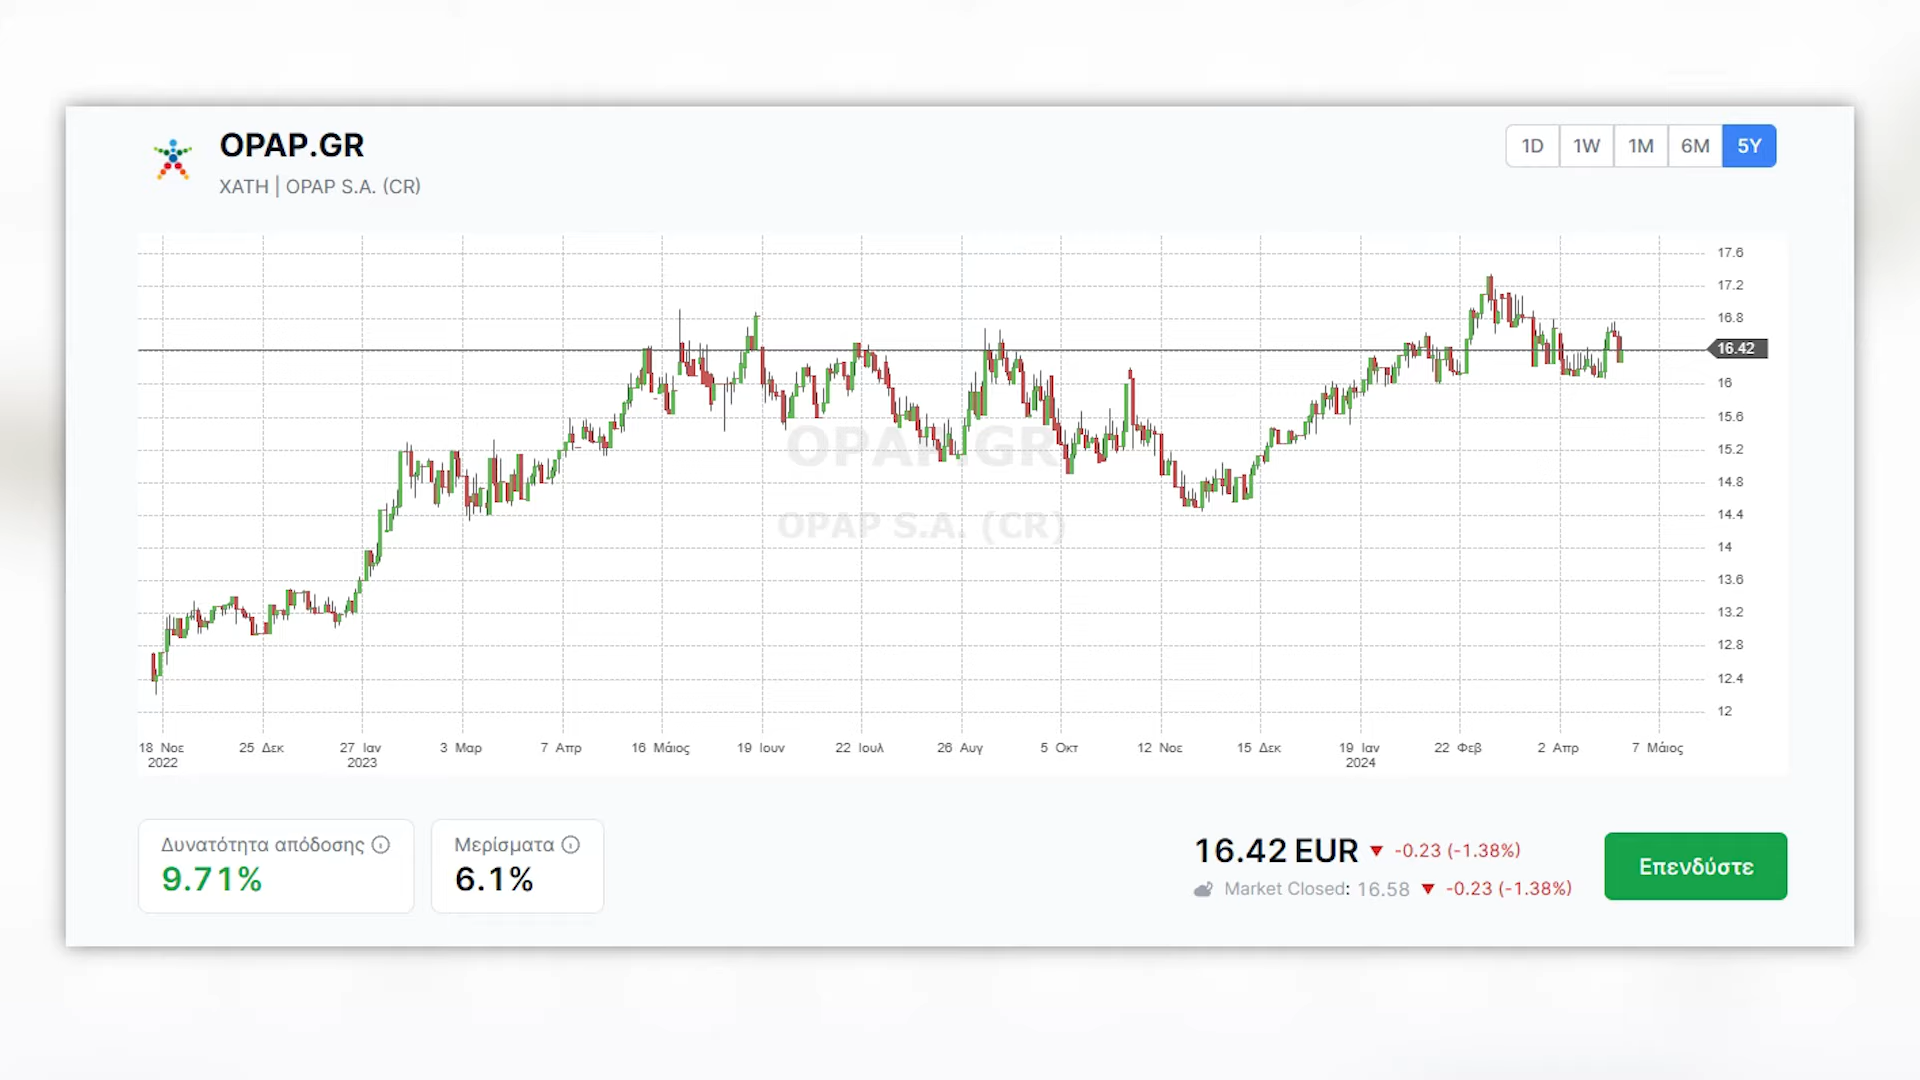 OPAP.GR
XATH | OPAP S.A. (CR)
1D 1W 1M 6M 5Y
17.6
17.2
16.8
16.42
16
15.6
15.2
14.8
14.4
14
13.6
13.2
12.8
12.4
12
OPAP.GR
OPAP S.A. (CR)
18 Νοε 25 Δεκ 27 Ιαν 3 Μαρ 7 Απρ 16 Μάιος 19 Ιουν 22 Ιουλ 26 Αυγ 5 Οκτ 12 Νοε 15 Δεκ 19 Ιαν 22 Φεβ 2 Απρ 7 Μάιος
2022 2023 2024
Δυνατότητα απόδοσης
9.71%
Μερίσματα
6.1%
16.42 EUR ▼ -0.23 (-1.38%)
Market Closed: 16.58 ▼ -0.23 (-1.38%)
Επενδύστε